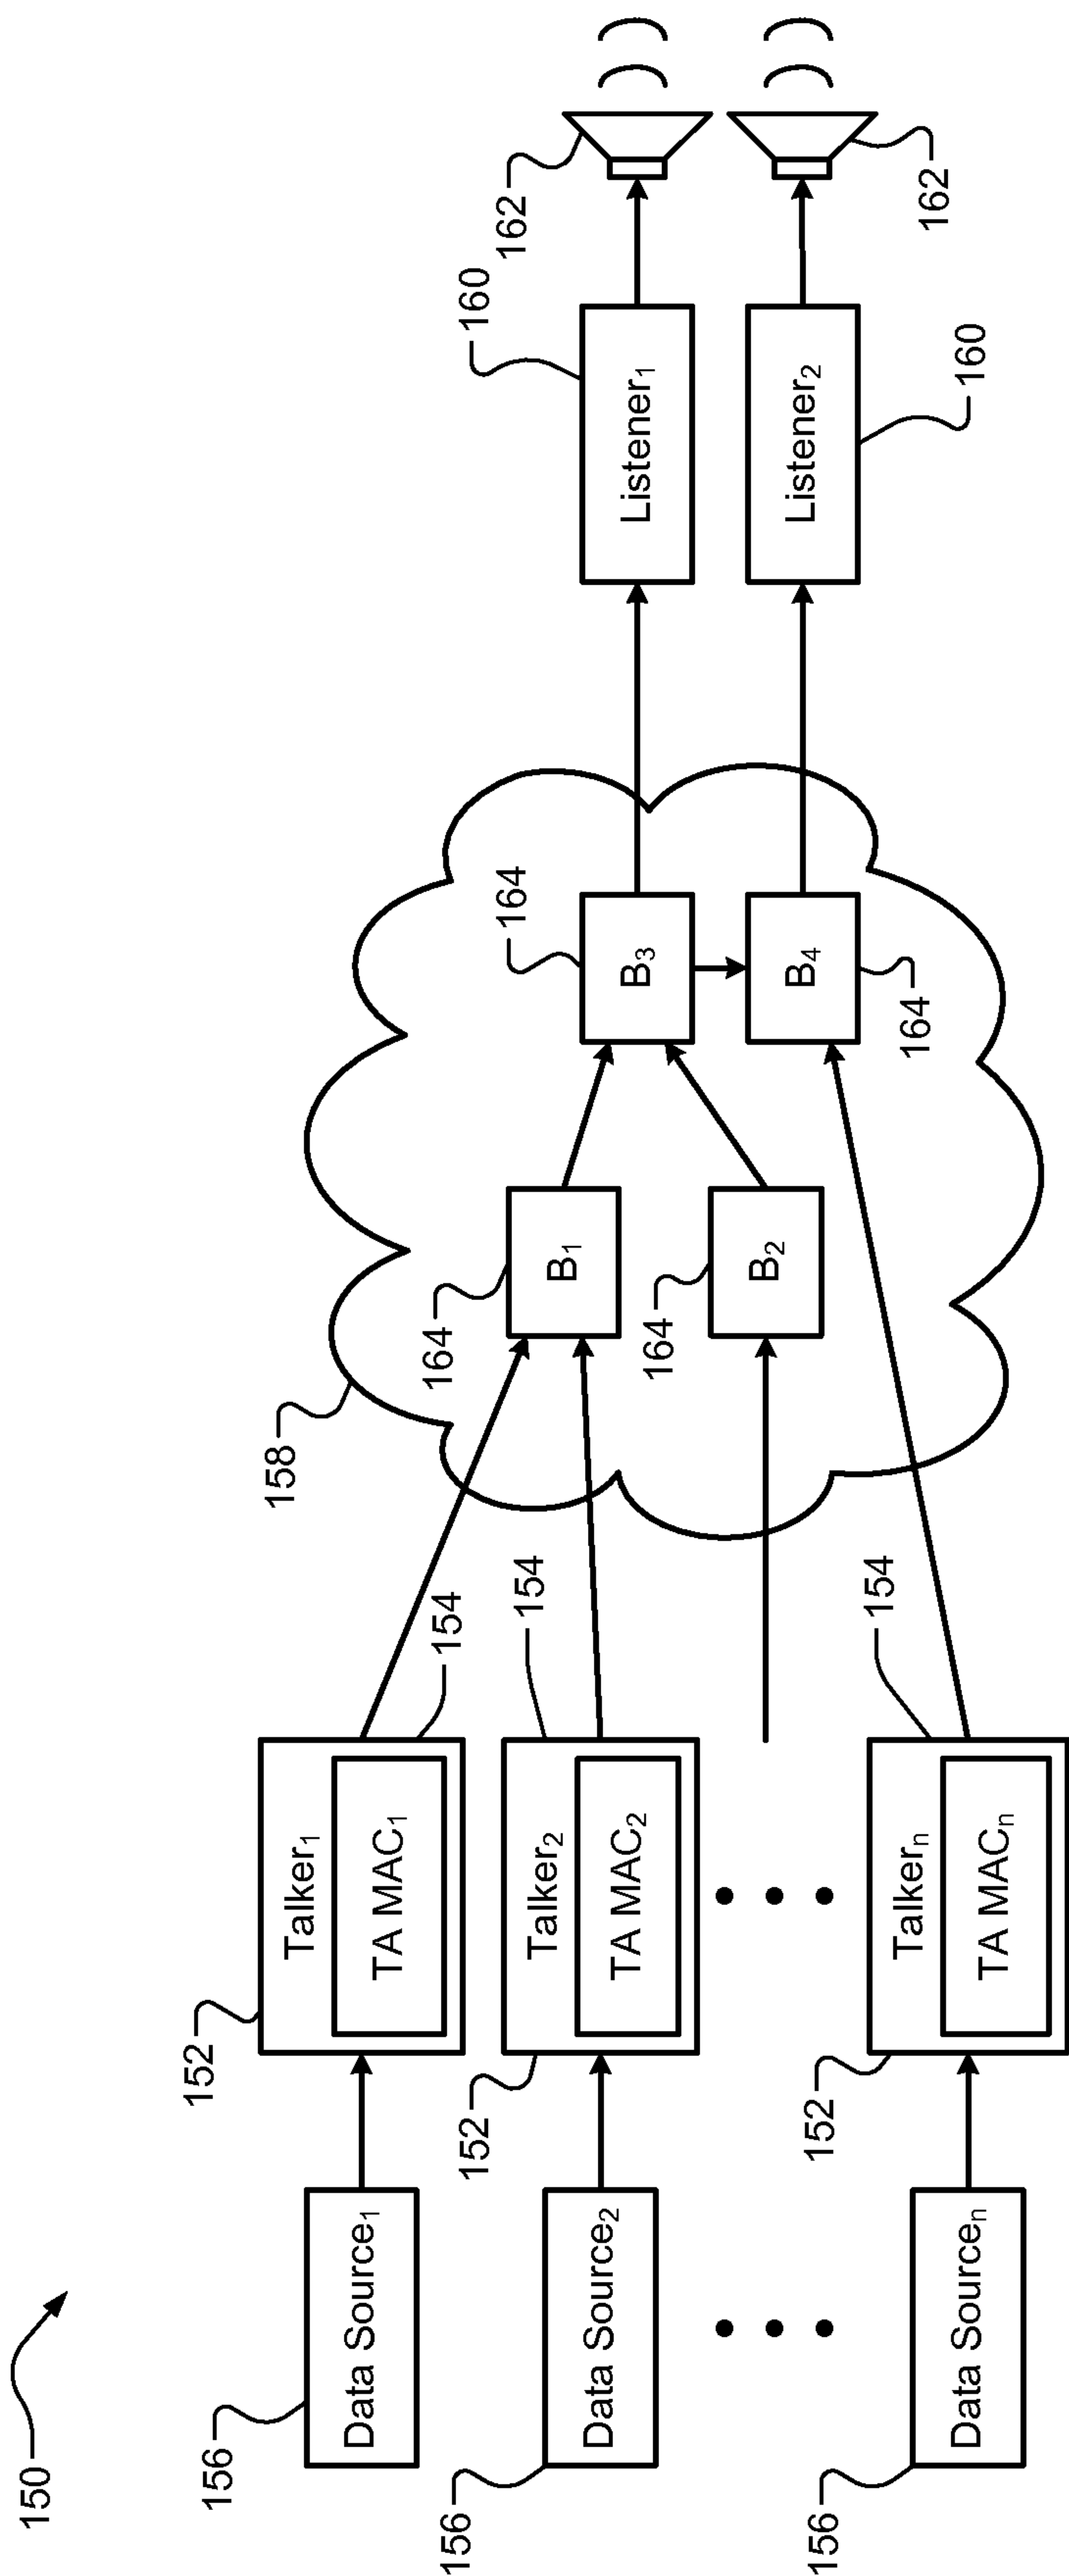 150
156
Data Source₁
152
Talker₁
TA MAC₁
154
156
Data Source₂
152
Talker₂
TA MAC₂
154
156
Data Sourceₙ
152
Talkerₙ
TA MACₙ
154
158
164
B₁
164
B₂
164
B₃
164
B₄
160
Listener₁
160
Listener₂
162
162